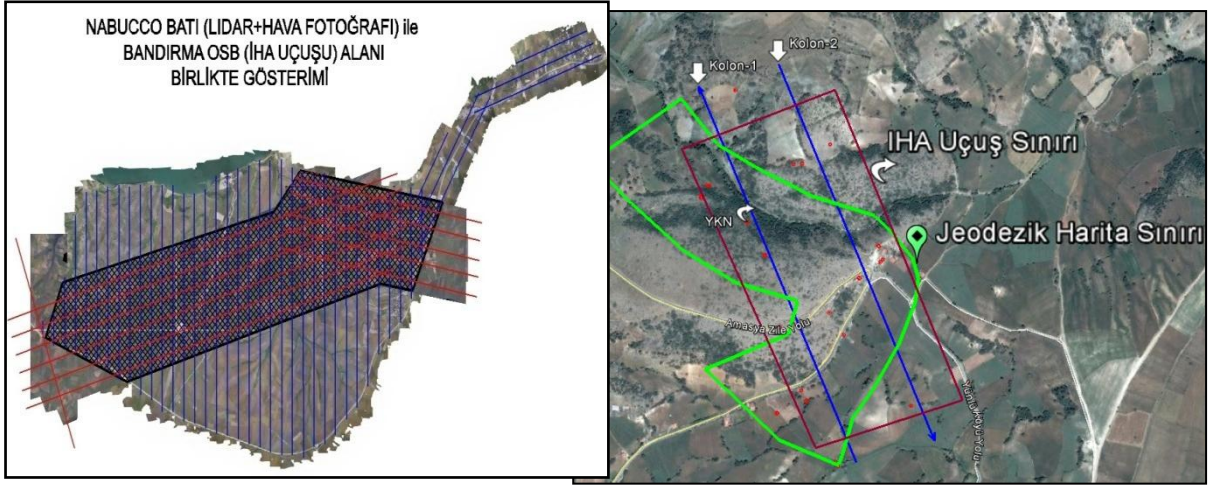 NABUCCO BATI (LIDAR+HAVA FOTOĞRAFI) ile
BANDIRMA OSB (İHA UÇUŞU) ALANI
BİRLİKTE GÖSTERİMİ
Kolon-1
Kolon-2
IHA Uçuş Sınırı
YKN
Jeodezik Harita Sınırı
Amasya Zile Yolu